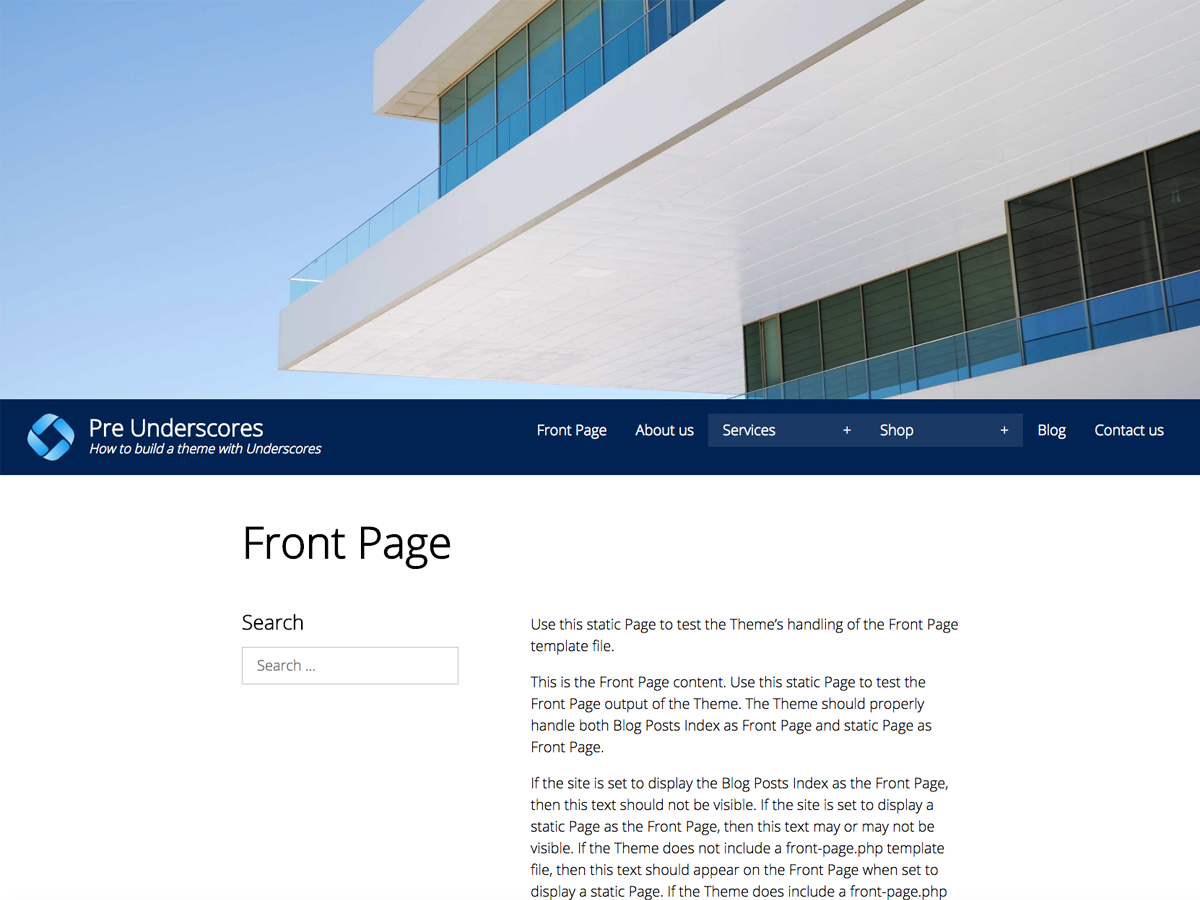 Pre Underscores
How to build a theme with Underscores
Front Page
About us
Services +
Shop +
Blog
Contact us
Front Page
Search
Search ...
Use this static Page to test the Theme’s handling of the Front Page
template file.
This is the Front Page content. Use this static Page to test the
Front Page output of the Theme. The Theme should properly
handle both Blog Posts Index as Front Page and static Page as
Front Page.
If the site is set to display the Blog Posts Index as the Front Page,
then this text should not be visible. If the site is set to display a
static Page as the Front Page, then this text may or may not be
visible. If the Theme does not include a front-page.php template
file, then this text should appear on the Front Page when set to
display a static Page. If the Theme does include a front-page.php